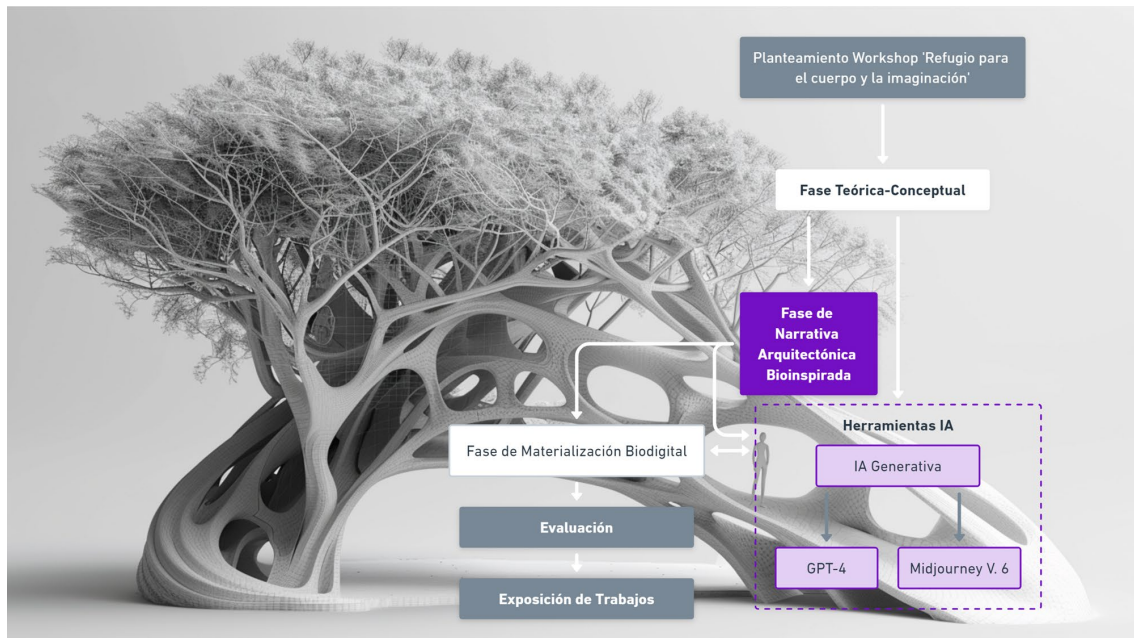 Planteamiento Workshop 'Refugio para
el cuerpo y la imaginación'
Fase Teórica-Conceptual
Fase de
Narrativa
Arquitectónica
Bioinspirada
Herramientas IA
Fase de Materialización Biodigital
IA Generativa
Evaluación
GPT-4
Midjourney V. 6
Exposición de Trabajos